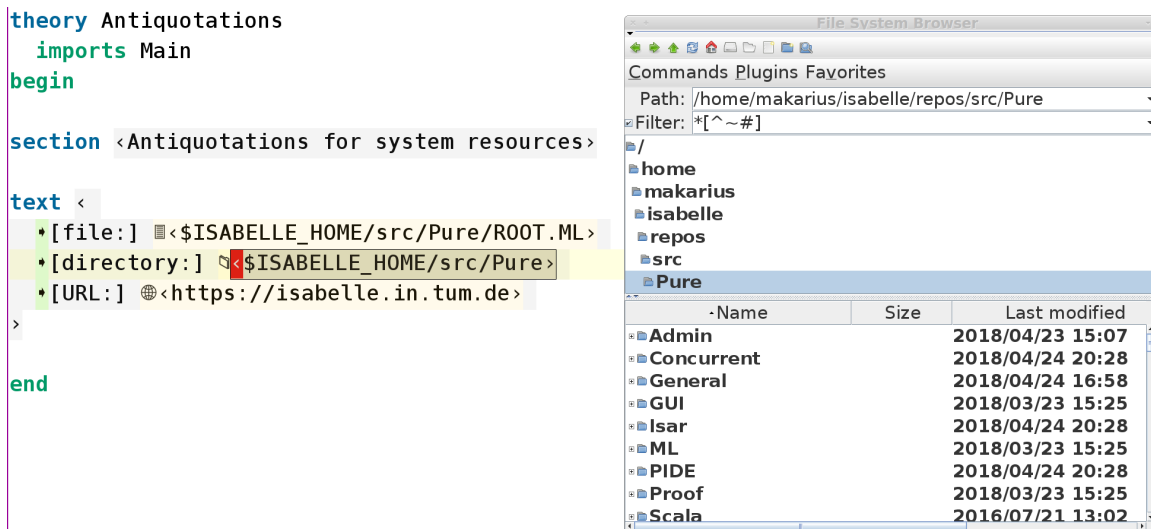 theory Antiquotations
imports Main
begin
section ‹Antiquotations for system resources›
text ‹
➧[file:] ‹$ISABELLE_HOME/src/Pure/ROOT.ML›
➧[directory:] ‹$ISABELLE_HOME/src/Pure›
➧[URL:] ‹https://isabelle.in.tum.de›
›
end
File System Browser
Commands Plugins Favorites
Path: /home/makarius/isabelle/repos/src/Pure
Filter: *[^~#]
/
home
makarius
isabelle
repos
src
Pure
Name Size Last modified
Admin 2018/04/23 15:07
Concurrent 2018/04/24 20:28
General 2018/04/24 16:58
GUI 2018/03/23 15:25
Isar 2018/04/24 20:28
ML 2018/03/23 15:25
PIDE 2018/04/24 20:28
Proof 2018/03/23 15:25
Scala 2016/07/21 13:02